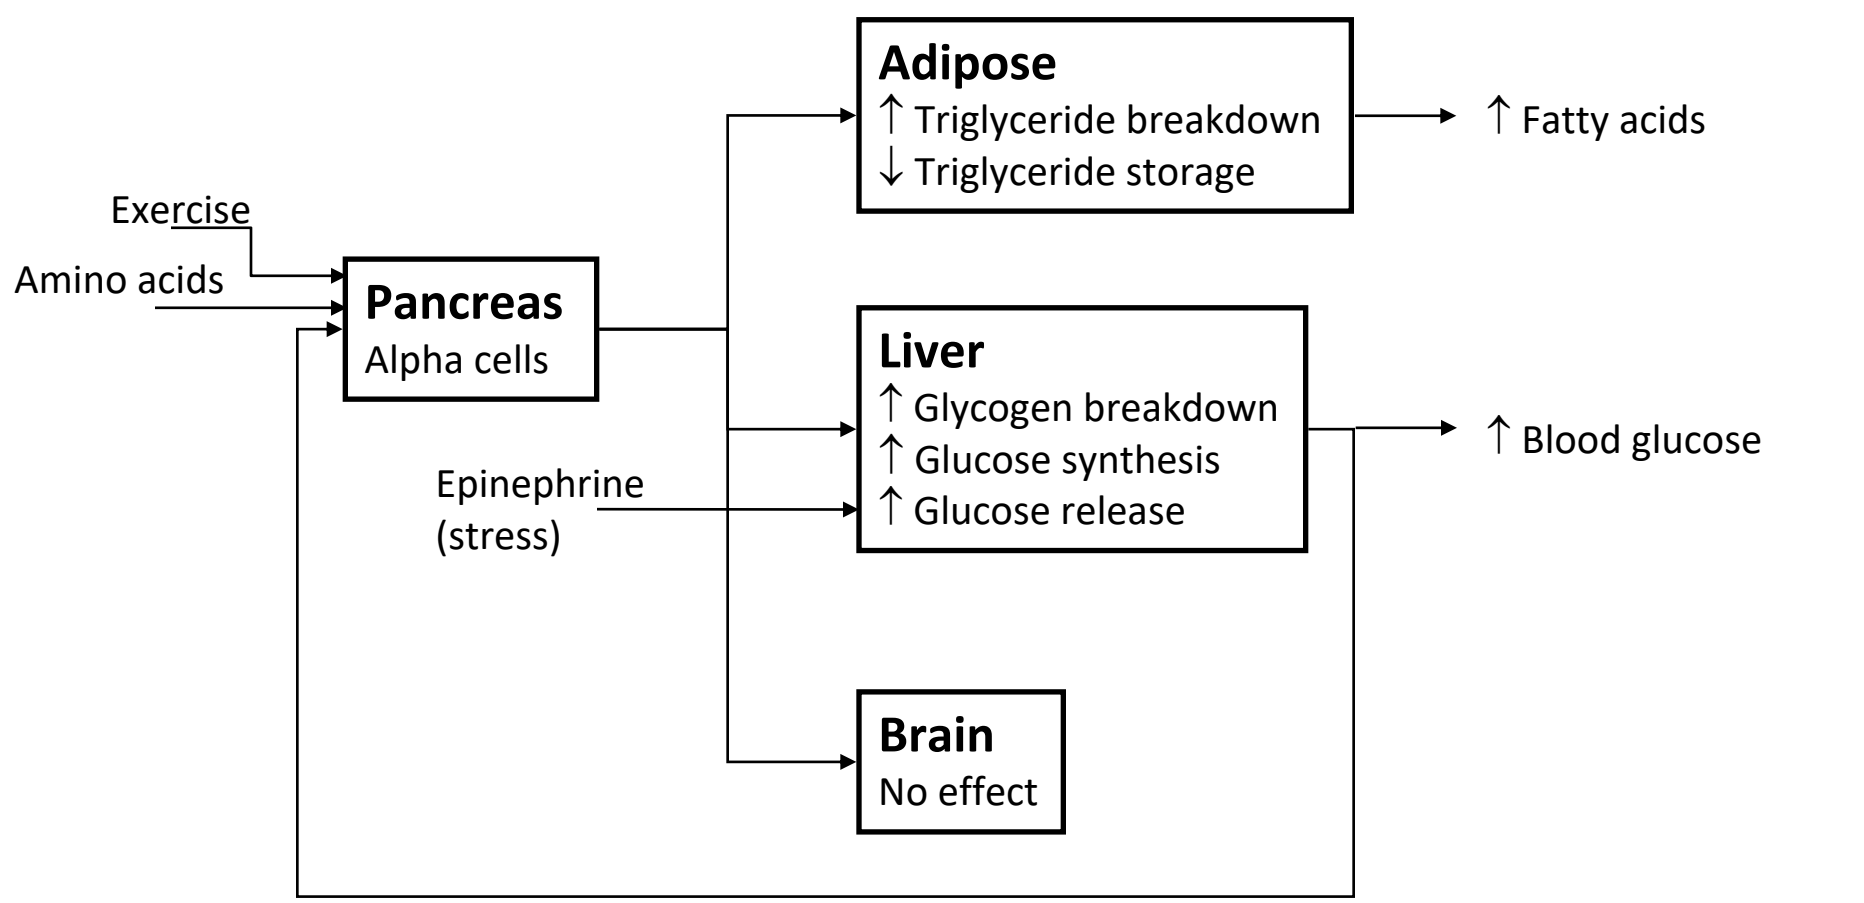 Adipose
↑ Triglyceride breakdown
↓ Triglyceride storage
↑ Fatty acids
Exercise
Amino acids
Pancreas
Alpha cells
Liver
↑ Glycogen breakdown
↑ Glucose synthesis
↑ Glucose release
↑ Blood glucose
Epinephrine
(stress)
Brain
No effect